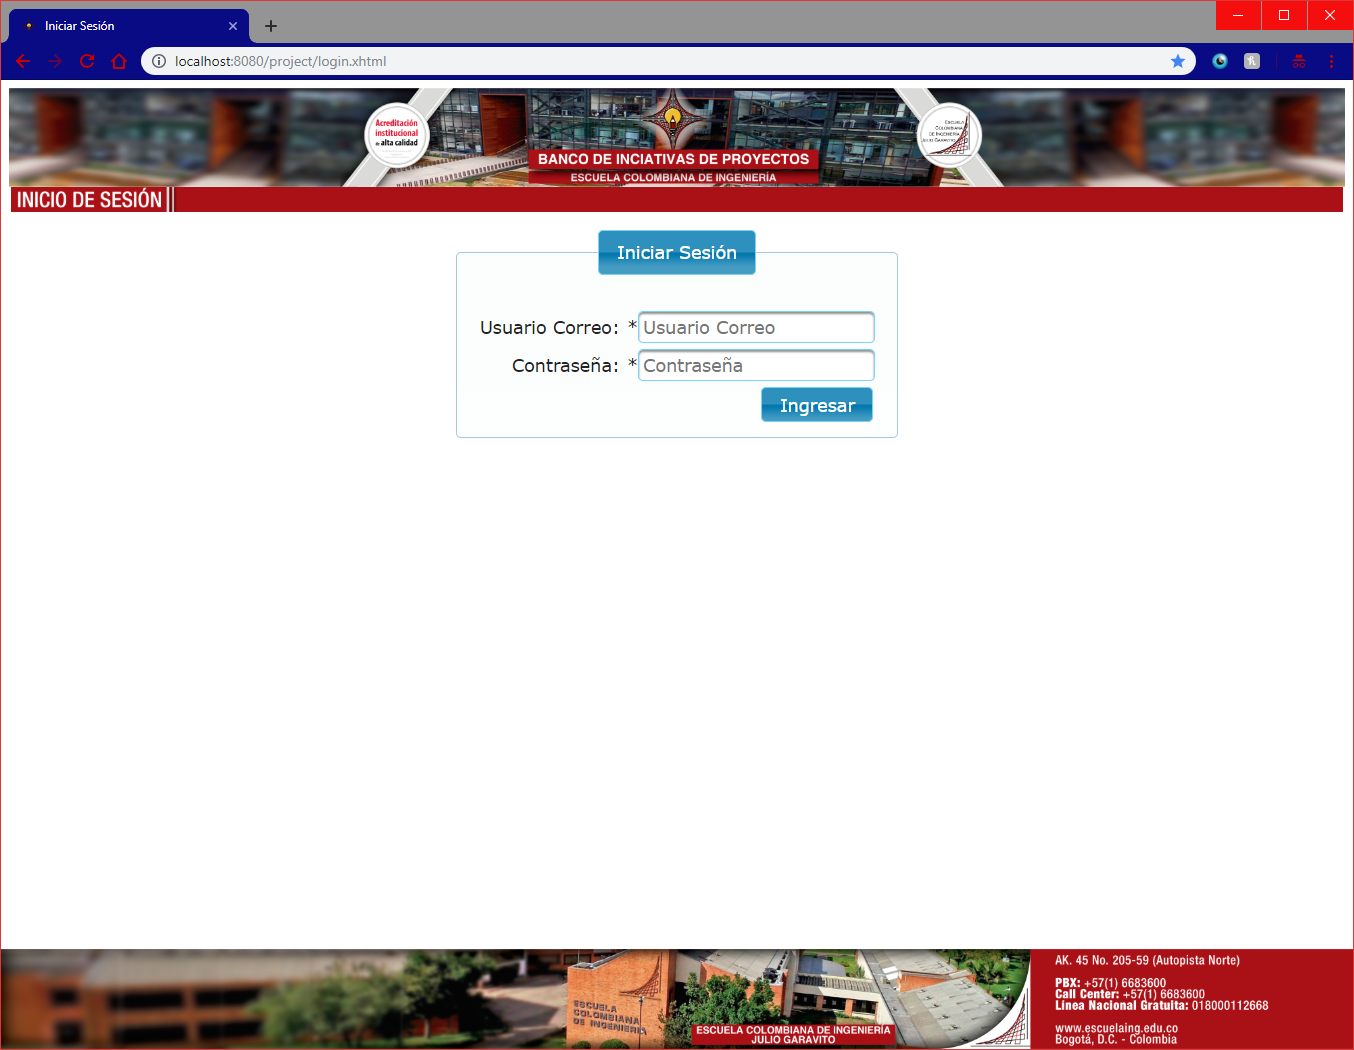 Iniciar Sesión
localhost:8080/project/login.xhtml
Acreditación
institucional
de alta calidad
ESCUELA
COLOMBIANA
DE INGENIERÍA
JULIO GARAVITO
BANCO DE INCIATIVAS DE PROYECTOS
ESCUELA COLOMBIANA DE INGENIERÍA
INICIO DE SESIÓN
Iniciar Sesión
Usuario Correo: * Usuario Correo
Contraseña: * Contraseña
Ingresar
ESCUELA
COLOMBIANA
DE INGENIERÍA
ESCUELA COLOMBIANA DE INGENIERÍA
JULIO GARAVITO
AK. 45 No. 205-59 (Autopista Norte)
PBX: +57(1) 6683600
Call Center: +57(1) 6683600
Línea Nacional Gratuita: 018000112668
www.escuelaing.edu.co
Bogotá, D.C. - Colombia